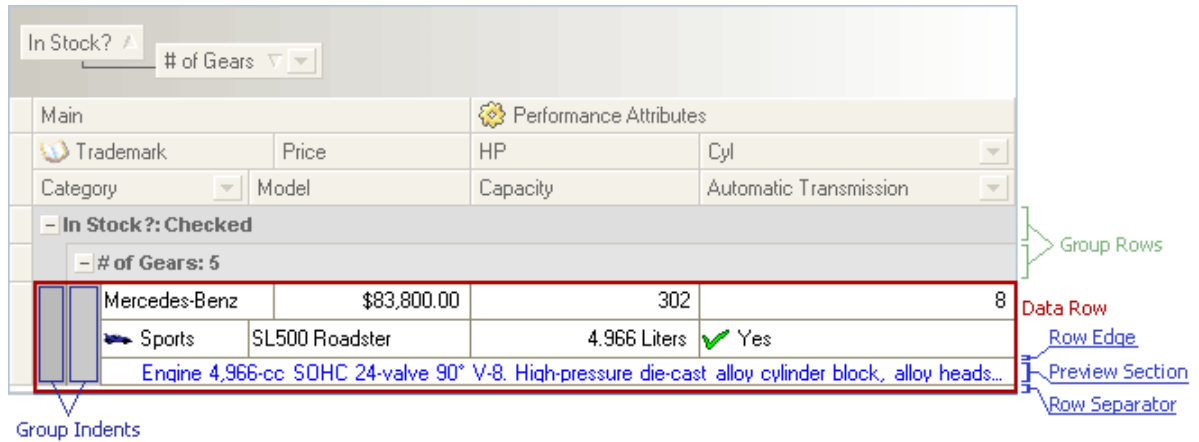 In Stock?
# of Gears
Main Performance Attributes
Trademark Price HP Cyl
Category Model Capacity Automatic Transmission
In Stock?: Checked
Group Rows
# of Gears: 5
Mercedes-Benz $83,800.00 302 8
Data Row
Sports SL500 Roadster 4.966 Liters Yes
Row Edge
Engine 4,966-cc SOHC 24-valve 90° V-8. High-pressure die-cast alloy cylinder block, alloy heads...
Preview Section
Row Separator
Group Indents